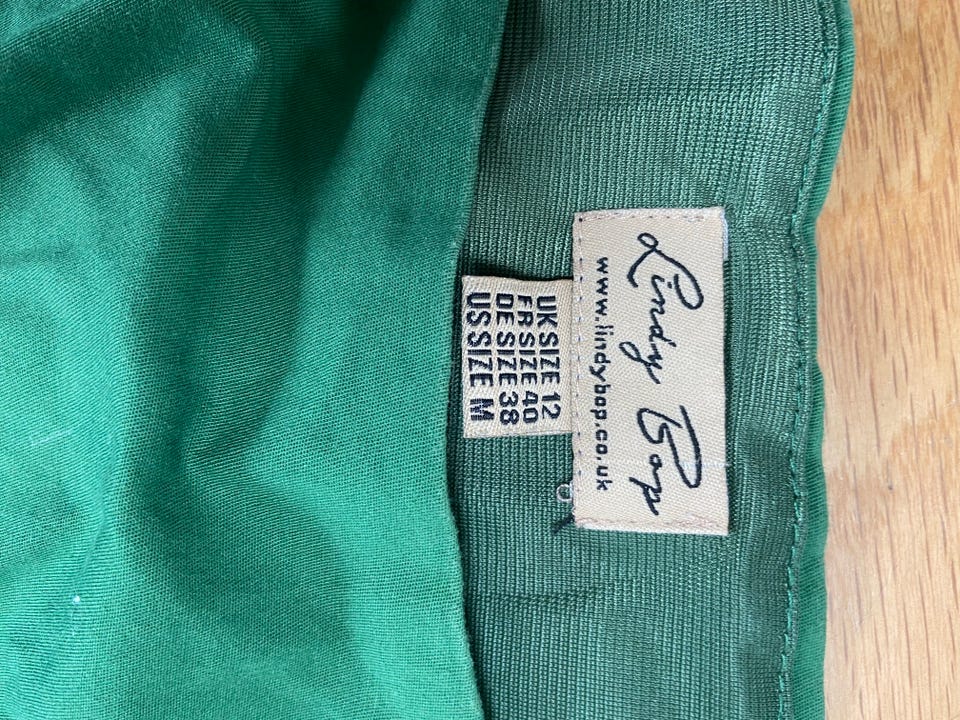 Lindy Bop
www.lindybop.co.uk
UK SIZE 12
FR SIZE 40
DE SIZE 38
US SIZE M